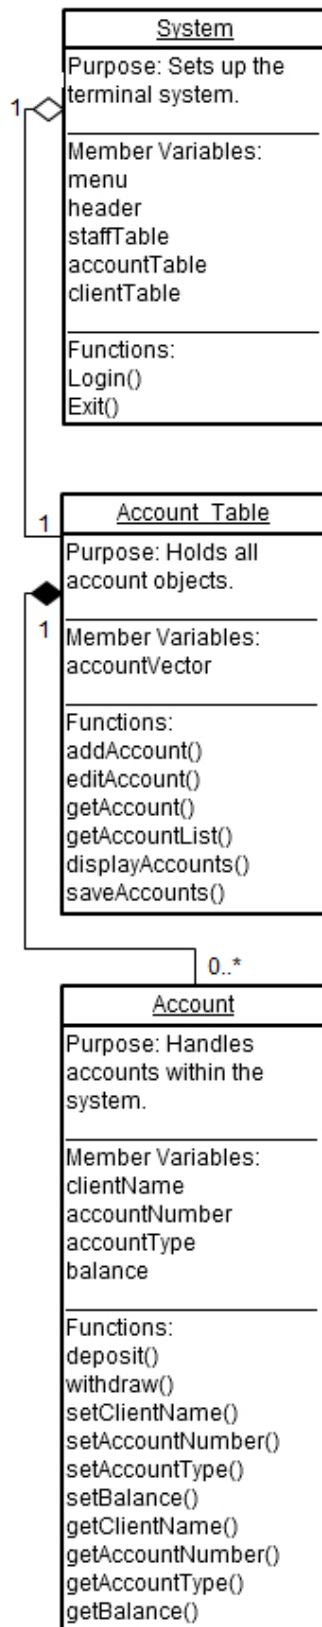 System
Purpose: Sets up the
terminal system.
1
Member Variables:
menu
header
staffTable
accountTable
clientTable
Functions:
Login()
Exit()
1
Account_Table
Purpose: Holds all
account objects.
1
Member Variables:
accountVector
Functions:
addAccount()
editAccount()
getAccount()
getAccountList()
displayAccounts()
saveAccounts()
0..*
Account
Purpose: Handles
accounts within the
system.
Member Variables:
clientName
accountNumber
accountType
balance
Functions:
deposit()
withdraw()
setClientName()
setAccountNumber()
setAccountType()
setBalance()
getClientName()
getAccountNumber()
getAccountType()
getBalance()